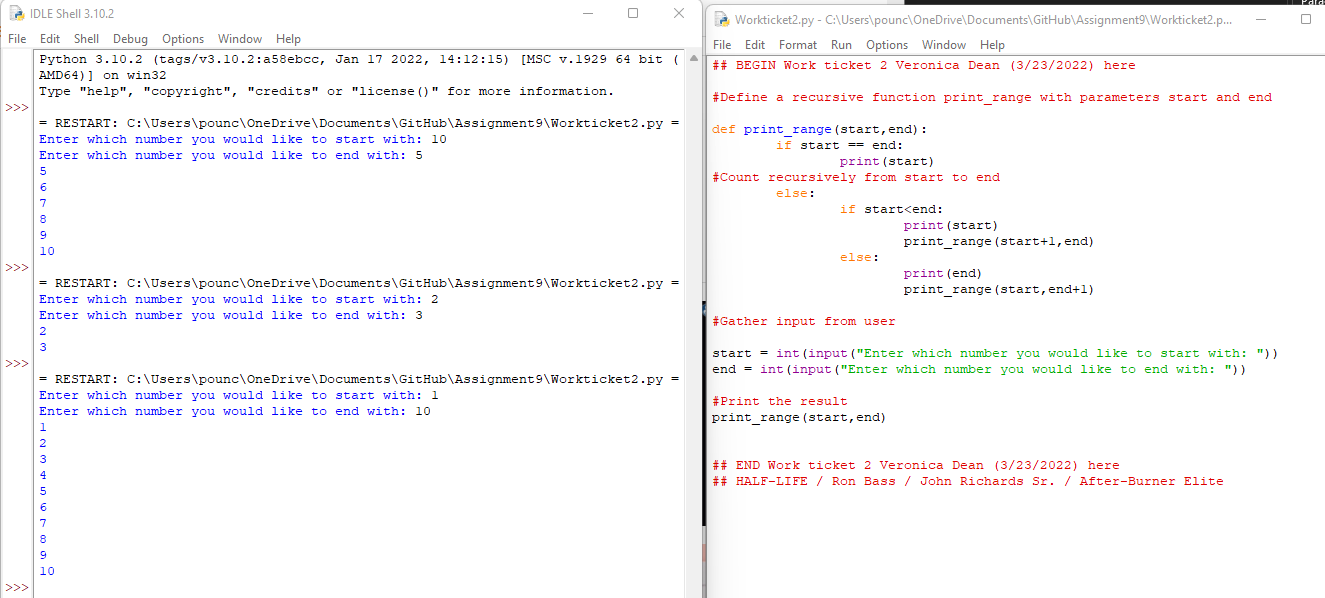 IDLE Shell 3.10.2
File Edit Shell Debug Options Window Help
Python 3.10.2 (tags/v3.10.2:a58ebcc, Jan 17 2022, 14:12:15) [MSC v.1929 64 bit (
AMD64)] on win32
Type "help", "copyright", "credits" or "license()" for more information.
>>>
= RESTART: C:\Users\pounc\OneDrive\Documents\GitHub\Assignment9\Workticket2.py =
Enter which number you would like to start with: 10
Enter which number you would like to end with: 5
5
6
7
8
9
10
>>>
= RESTART: C:\Users\pounc\OneDrive\Documents\GitHub\Assignment9\Workticket2.py =
Enter which number you would like to start with: 2
Enter which number you would like to end with: 3
2
3
>>>
= RESTART: C:\Users\pounc\OneDrive\Documents\GitHub\Assignment9\Workticket2.py =
Enter which number you would like to start with: 1
Enter which number you would like to end with: 10
1
2
3
4
5
6
7
8
9
10
>>>
Workticket2.py - C:\Users\pounc\OneDrive\Documents\GitHub\Assignment9\Workticket2.p...
File Edit Format Run Options Window Help
## BEGIN Work ticket 2 Veronica Dean (3/23/2022) here
#Define a recursive function print_range with parameters start and end
def print_range(start,end):
if start == end:
print(start)
#Count recursively from start to end
else:
if start<end:
print(start)
print_range(start+1,end)
else:
print(end)
print_range(start,end+1)
#Gather input from user
start = int(input("Enter which number you would like to start with: "))
end = int(input("Enter which number you would like to end with: "))
#Print the result
print_range(start,end)
## END Work ticket 2 Veronica Dean (3/23/2022) here
## HALF-LIFE / Ron Bass / John Richards Sr. / After-Burner Elite